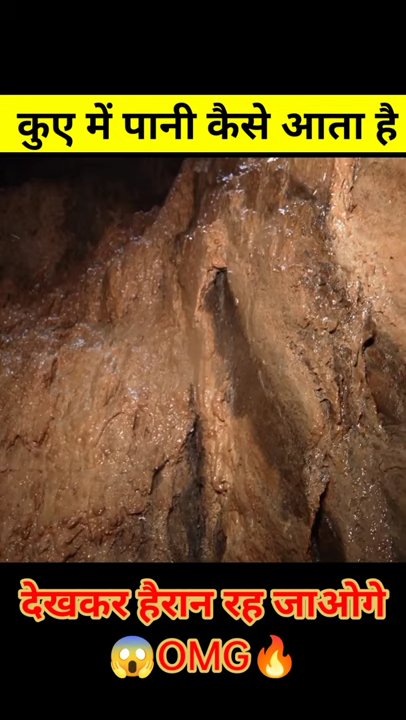 कुए में पानी कैसे आता है
देखकर हैरान रह जाओगे
😱OMG🔥